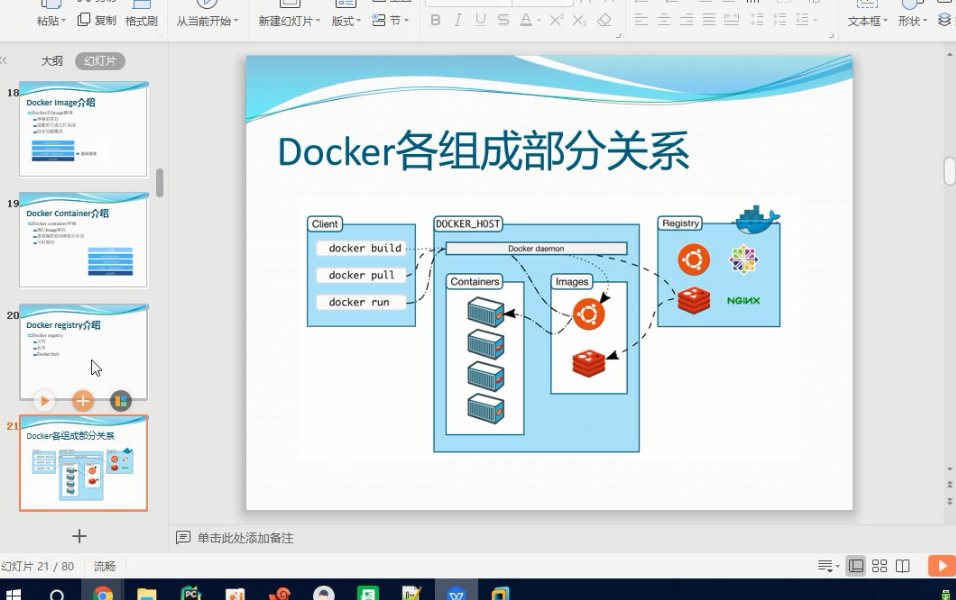 粘贴
复制
格式刷
从当前开始
新建幻灯片
版式
节
B I U S A X² X₂
文本框
形状
大纲
幻灯片
18
Docker Image介绍
19
Docker Container介绍
20
Docker registry介绍
Docker registry
21
Docker各组成部分关系
Docker各组成部分关系
Client
docker build
docker pull
docker run
DOCKER_HOST
Docker daemon
Containers
Images
Registry
NGINX
单击此处添加备注
幻灯片 21 / 80
流畅